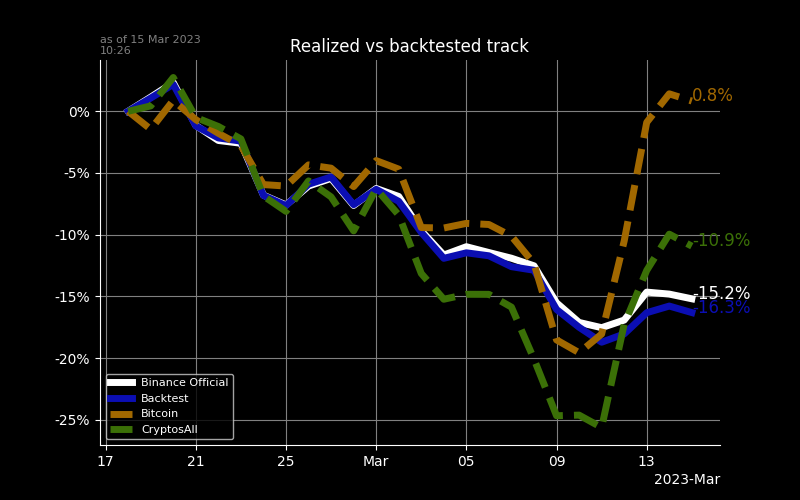 as of 15 Mar 2023
10:26
Realized vs backtested track
0%
-5%
-10%
-15%
-20%
-25%
0.8%
-10.9%
-15.2%
-16.3%
Binance Official
Backtest
Bitcoin
CryptosAll
17 21 25 Mar 05 09 13
2023-Mar